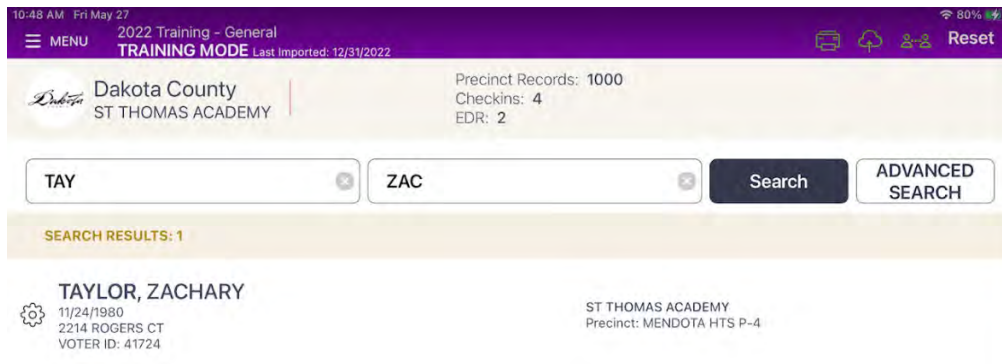 10:48 AM Fri May 27
80%
MENU
2022 Training - General
TRAINING MODE Last Imported: 12/31/2022
Reset
Dakota
Dakota County
ST THOMAS ACADEMY
Precinct Records: 1000
Checkins: 4
EDR: 2
TAY
ZAC
Search
ADVANCED
SEARCH
SEARCH RESULTS: 1
TAYLOR, ZACHARY
11/24/1980
2214 ROGERS CT
VOTER ID: 41724
ST THOMAS ACADEMY
Precinct: MENDOTA HTS P-4